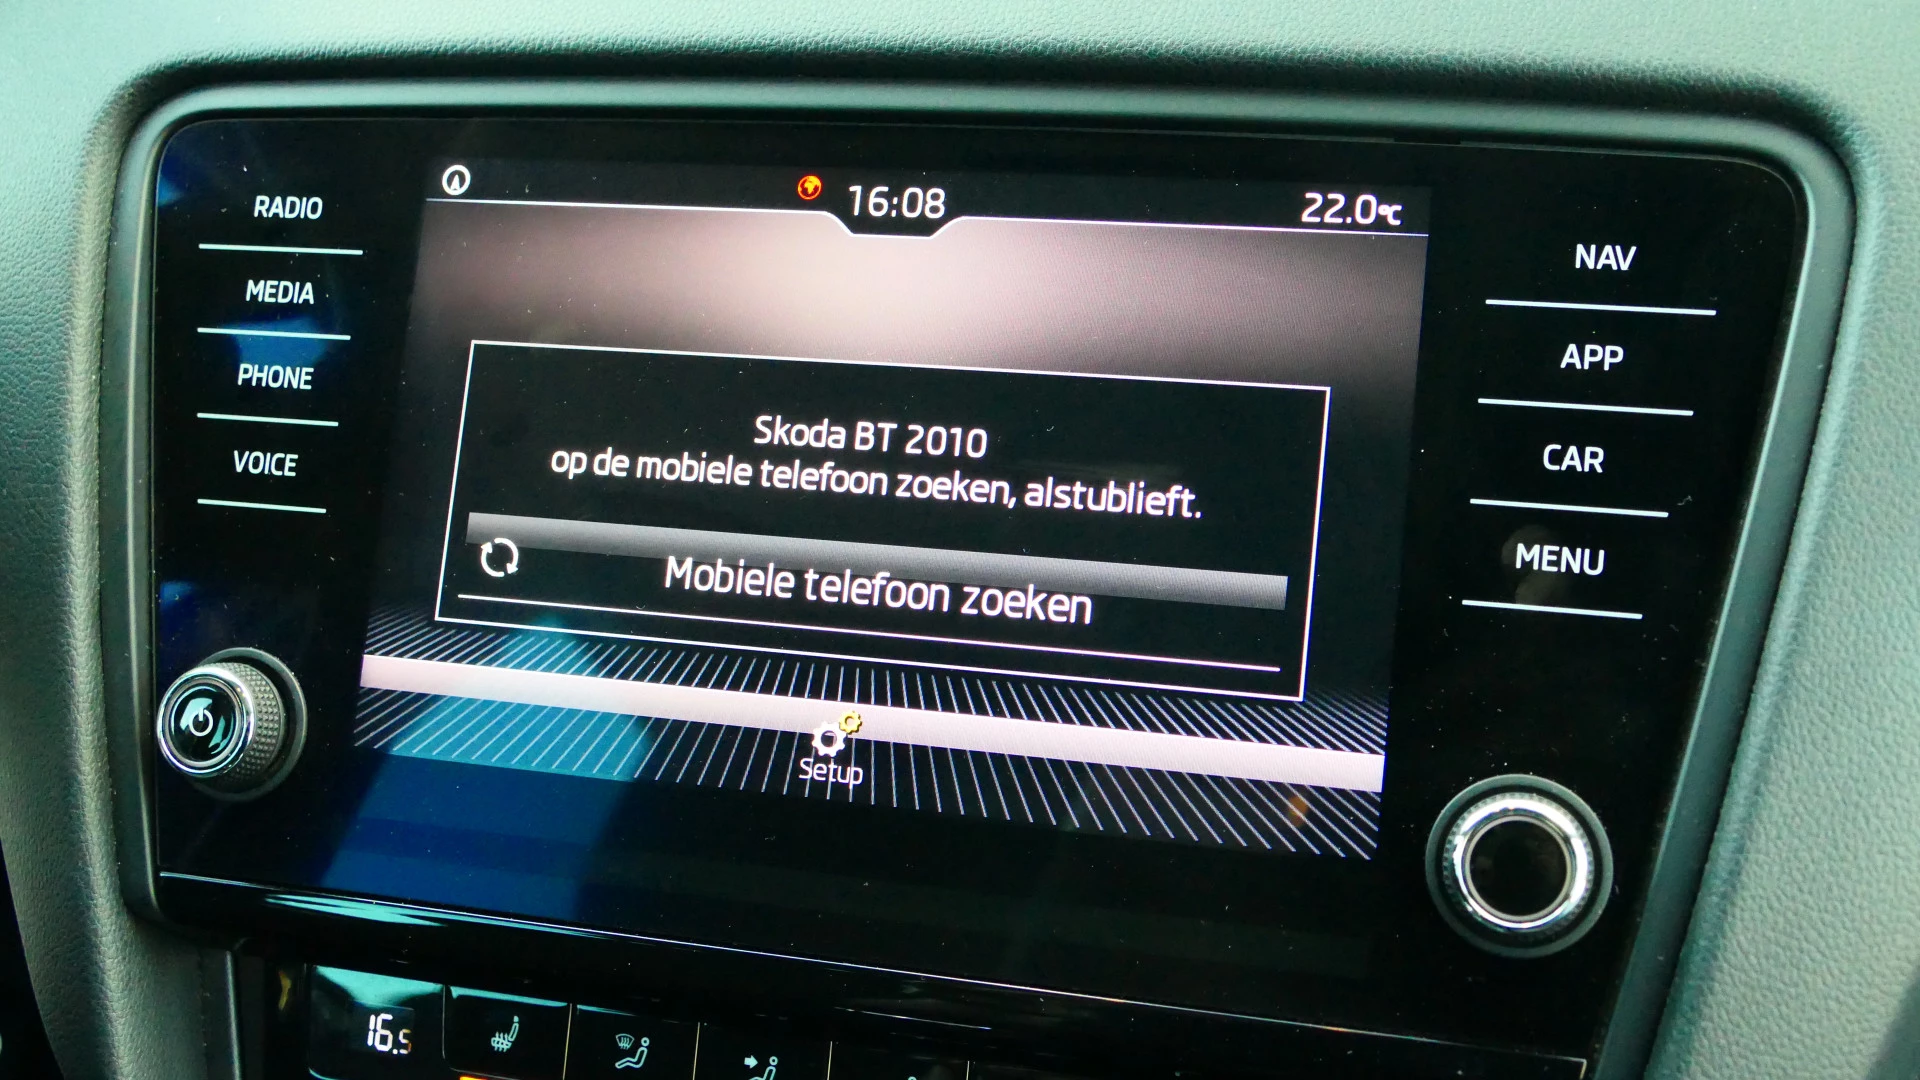 16:08
22.0°C
RADIO
MEDIA
PHONE
VOICE
Skoda BT 2010
op de mobiele telefoon zoeken, alstublieft.
Mobiele telefoon zoeken
Setup
NAV
APP
CAR
MENU
16.5